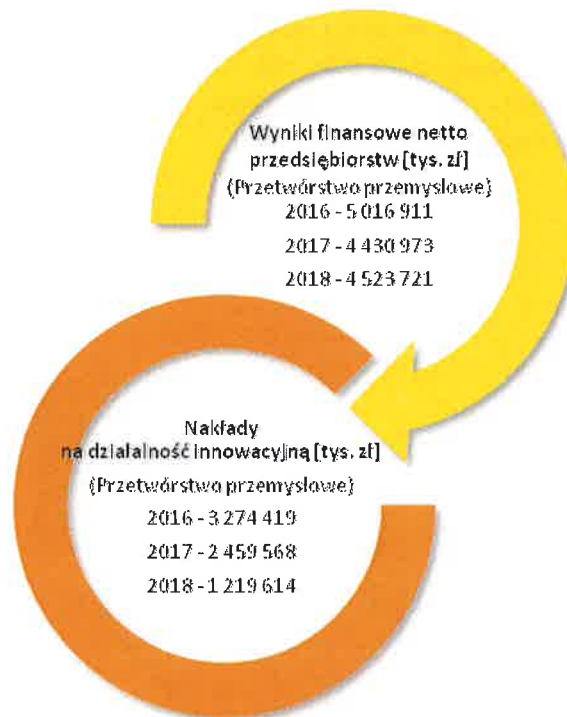 Wyniki finansowe netto
przedsiębiorstw [tys. zł]
(Przetwórstwo przemysłowe)
2016 - 5 016 911
2017 - 4 430 973
2018 - 4 523 721
Nakłady
na działalność innowacyjną [tys. zł]
(Przetwórstwo przemysłowe)
2016 - 3 274 419
2017 - 2 459 568
2018 - 1 219 614